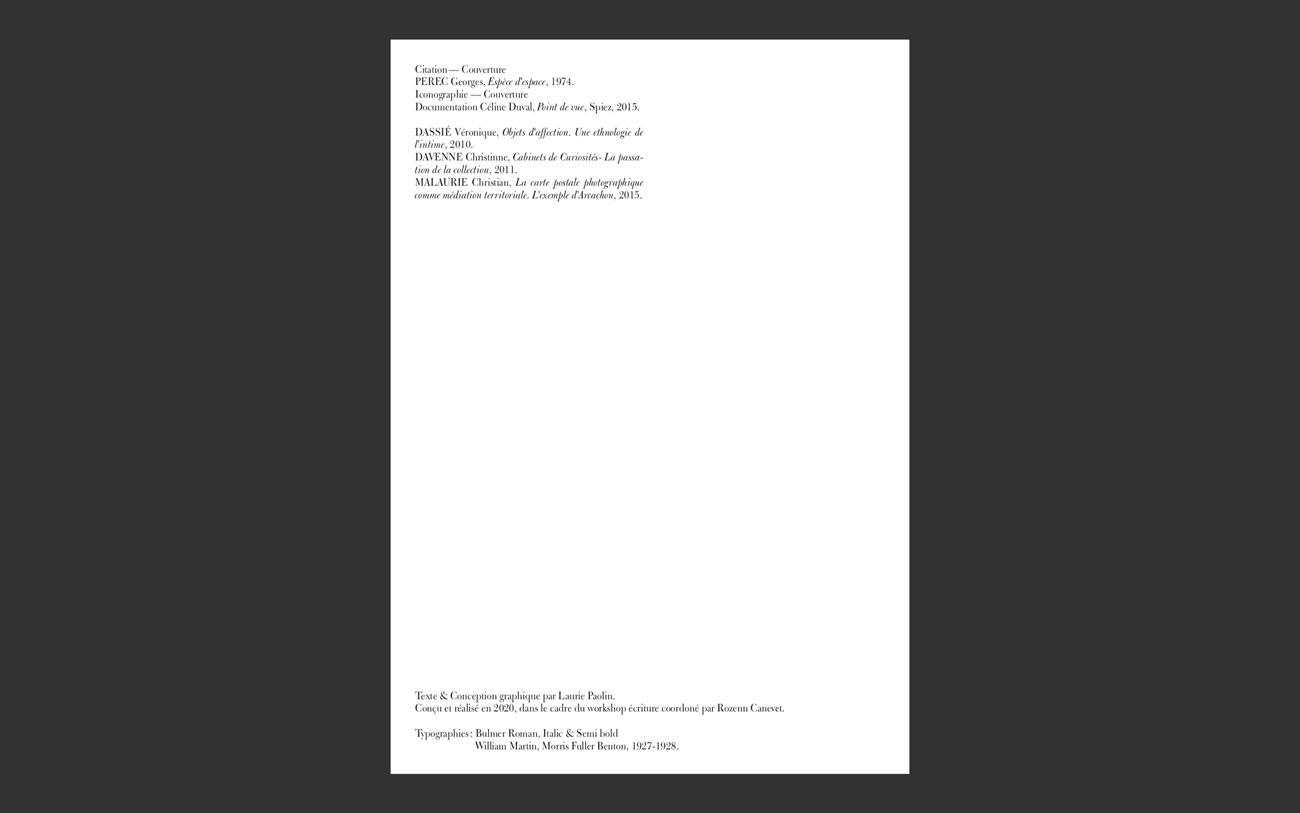 Citation— Couverture
PEREC Georges, Espèce d'espace, 1974.
Iconographie — Couverture
Documentation Céline Duval, Point de vue, Spiez, 2015.
DASSIÉ Véronique, Objets d'affection. Une ethnologie de
l'intime, 2010.
DAVENNE Christinne, Cabinets de Curiosités- La passa-
tion de la collection, 2011.
MALAURIE Christian, La carte postale photographique
comme médiation territoriale. L'exemple d'Arcachon, 2015.
Texte & Conception graphique par Laurie Paolin.
Conçu et réalisé en 2020, dans le cadre du workshop écriture coordoné par Rozenn Canevet.
Typographies : Bulmer Roman, Italic & Semi bold
William Martin, Morris Fuller Benton, 1927-1928.